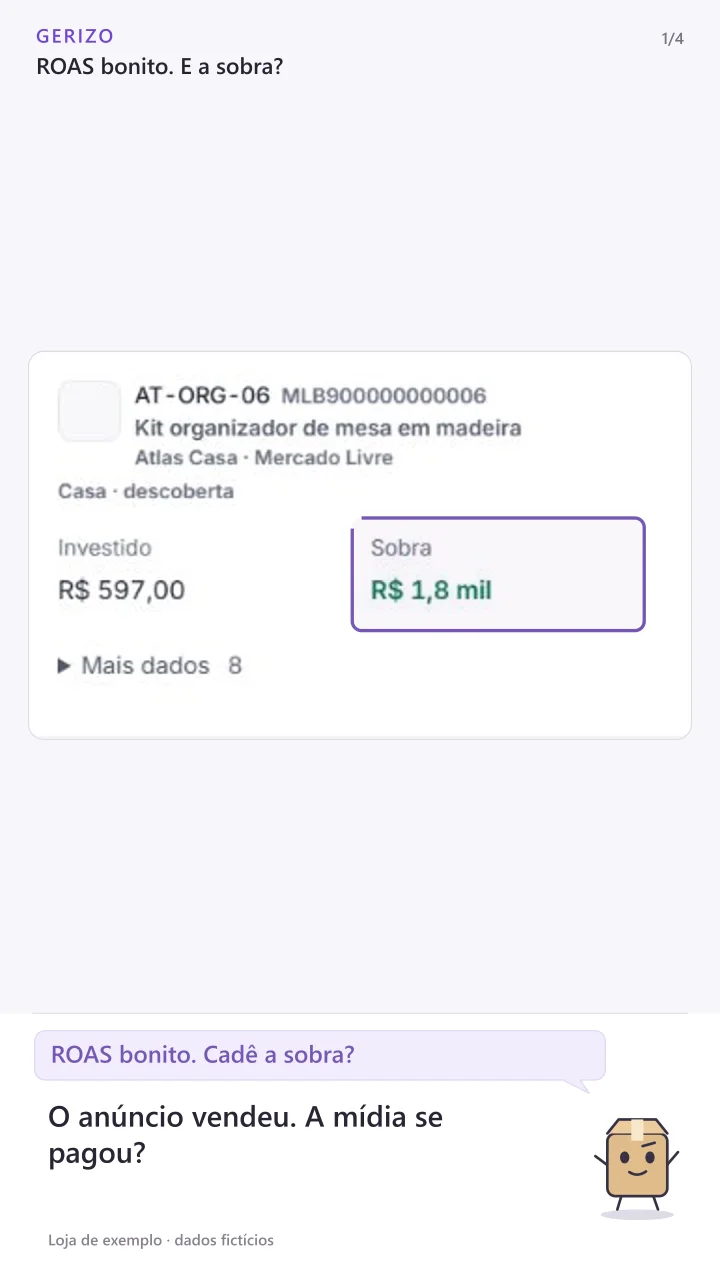 GERIZO
1/4
ROAS bonito. E a sobra?
AT-ORG-06 MLB900000000006
Kit organizador de mesa em madeira
Atlas Casa · Mercado Livre
Casa · descoberta
Investido
R$ 597,00
Sobra
R$ 1,8 mil
Mais dados 8
ROAS bonito. Cadê a sobra?
O anúncio vendeu. A mídia se
pagou?
Loja de exemplo · dados fictícios